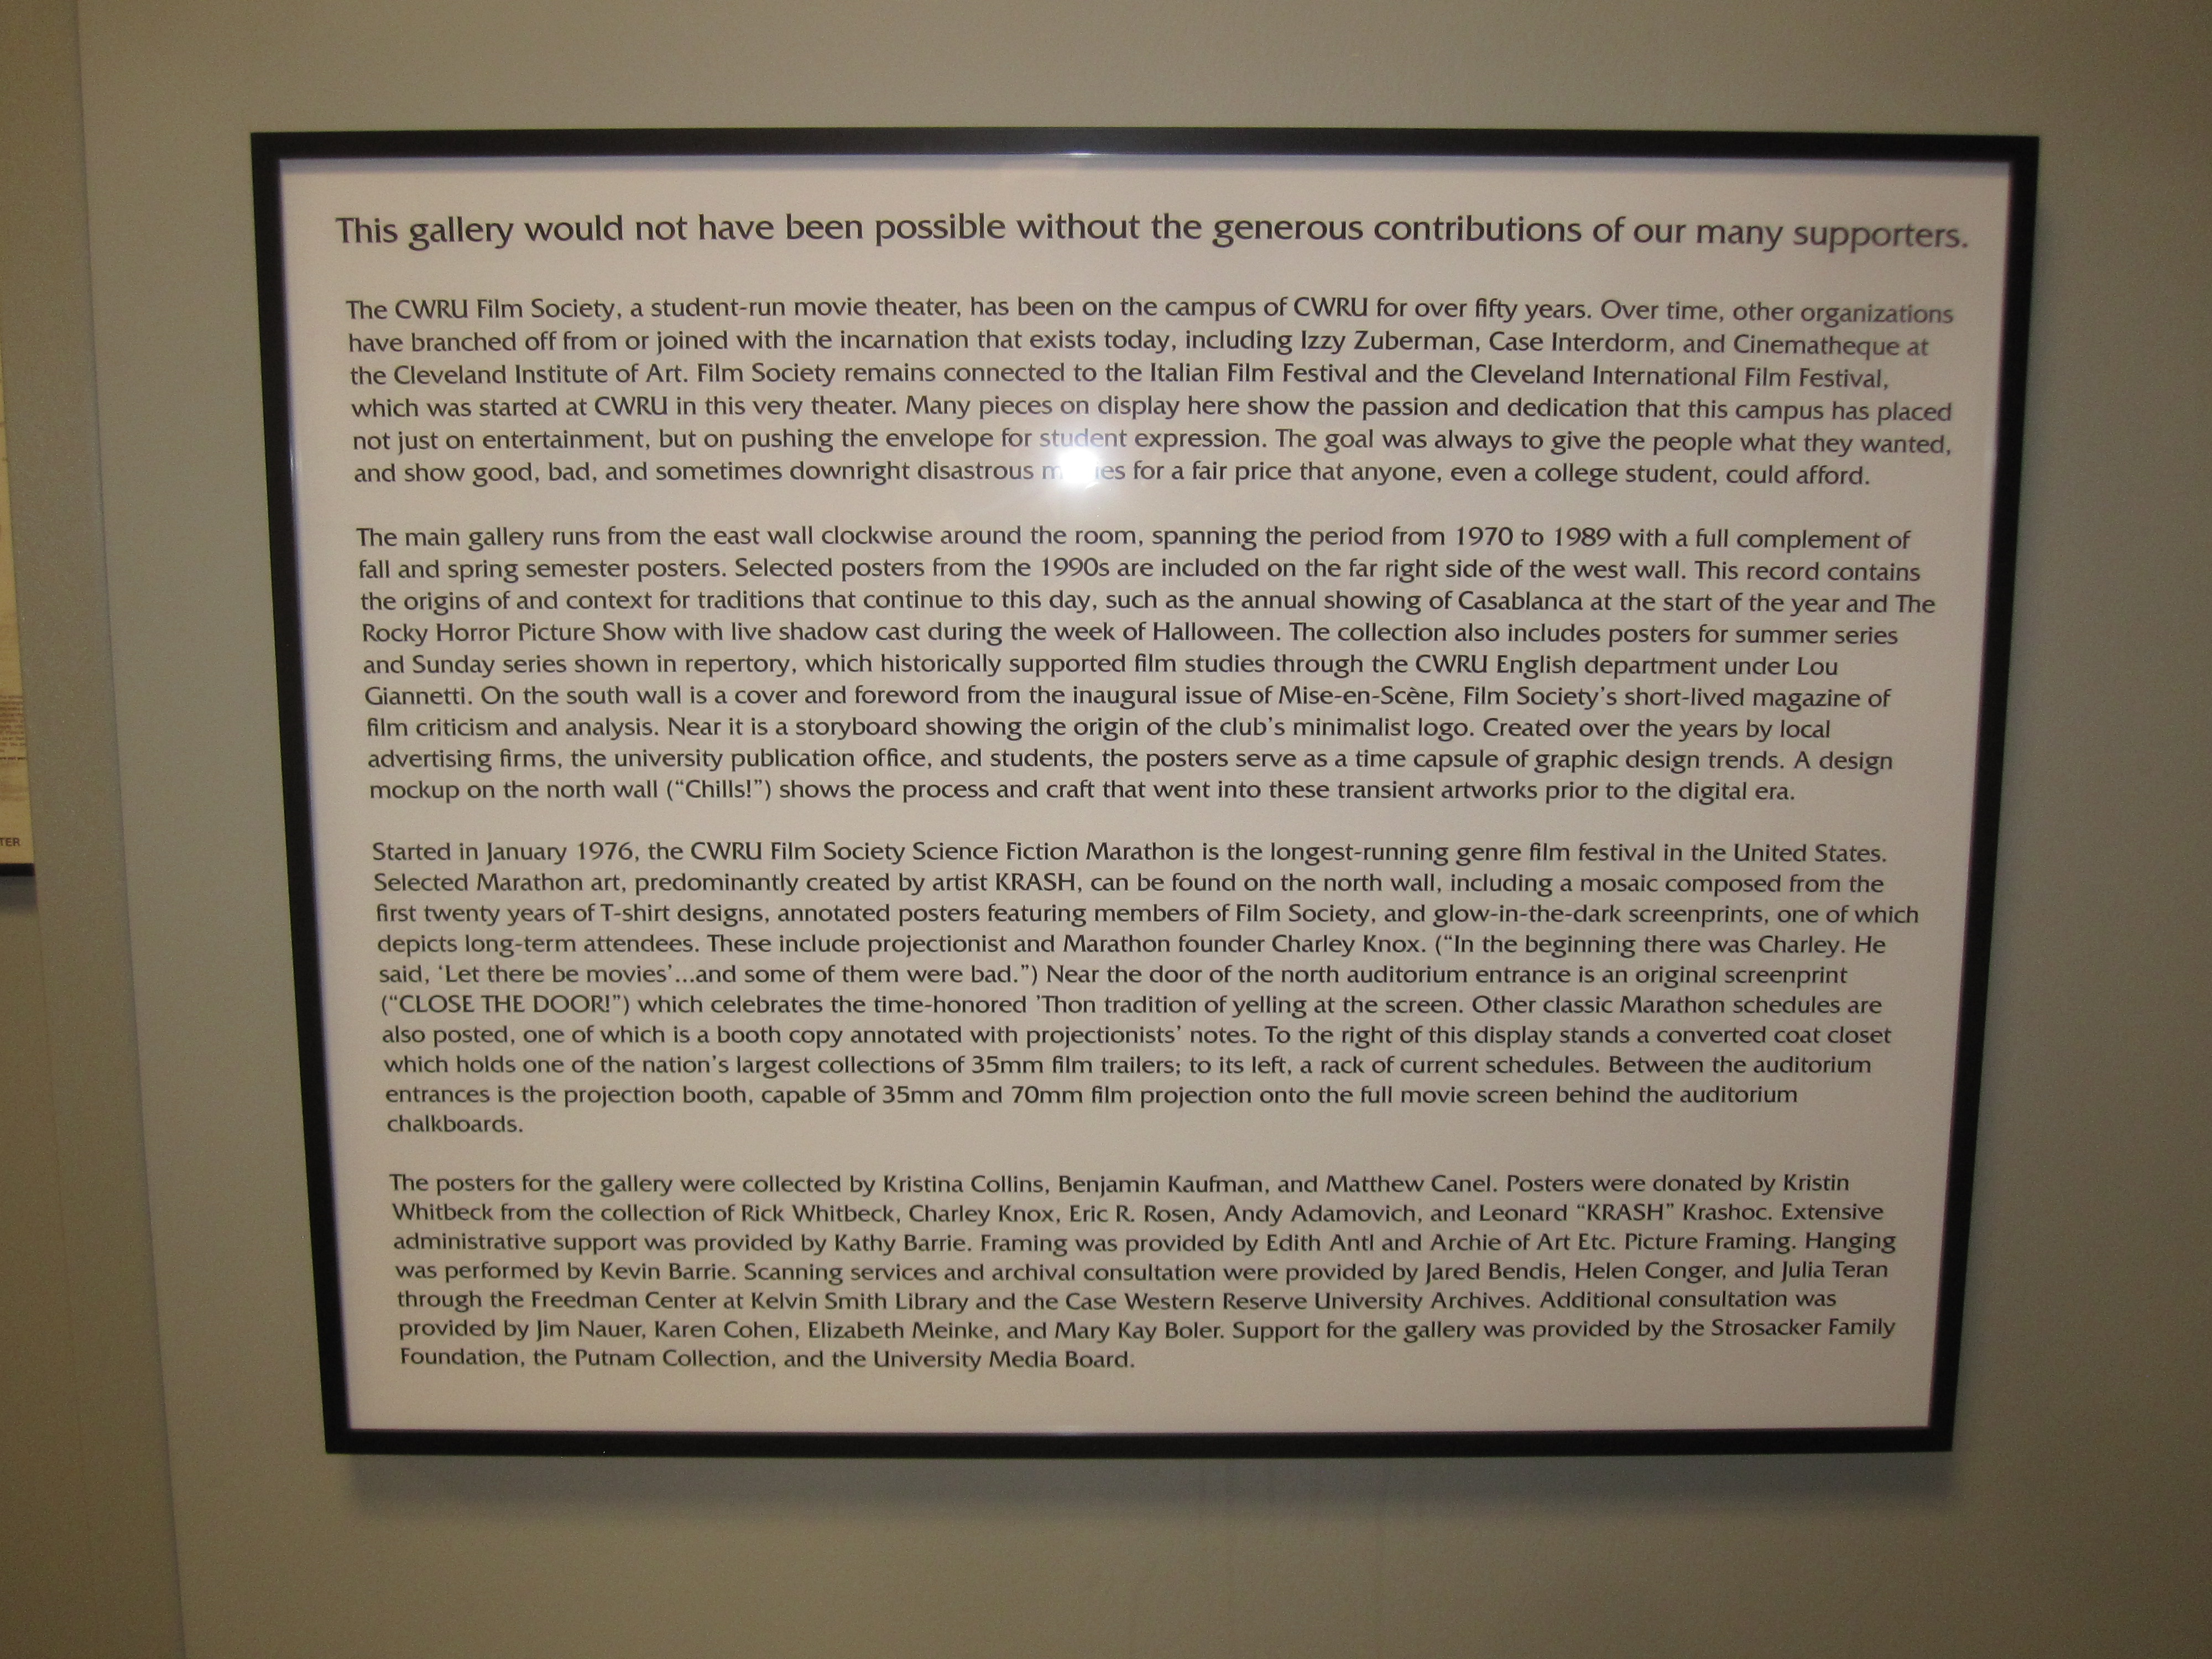 This gallery would not have been possible without the generous contributions of our many supporters.
The CWRU Film Society, a student-run movie theater, has been on the campus of CWRU for over fifty years. Over time, other organizations
have branched off from or joined with the incarnation that exists today, including Izzy Zuberman, Case Interdorm, and Cinematheque at
the Cleveland Institute of Art. Film Society remains connected to the Italian Film Festival and the Cleveland International Film Festival,
which was started at CWRU in this very theater. Many pieces on display here show the passion and dedication that this campus has placed
not just on entertainment, but on pushing the envelope for student expression. The goal was always to give the people what they wanted,
and show good, bad, and sometimes downright disastrous for a fair price that anyone, even a college student, could afford.
The main gallery runs from the east wall clockwise around the room, spanning the period from 1970 to 1989 with a full complement of
fall and spring semester posters. Selected posters from the 1990s are included on the far right side of the west wall. This record contains
the origins of and context for traditions that continue to this day, such as the annual showing of Casablanca at the start of the year and The
Rocky Horror Picture Show with live shadow cast during the week of Halloween. The collection also includes posters for summer series
and Sunday series shown in repertory, which historically supported film studies through the CWRU English department under Lou
Giannetti. On the south wall is a cover and foreword from the inaugural issue of Mise-en-Scène, Film Society's short-lived magazine of
film criticism and analysis. Near it is a storyboard showing the origin of the club's minimalist logo. Created over the years by local
advertising firms, the university publication office, and students, the posters serve as a time capsule of graphic design trends. A design
mockup on the north wall (“Chills!”) shows the process and craft that went into these transient artworks prior to the digital era.
Started in January 1976, the CWRU Film Society Science Fiction Marathon is the longest-running genre film festival in the United States.
Selected Marathon art, predominantly created by artist KRASH, can be found on the north wall, including a mosaic composed from the
first twenty years of T-shirt designs, annotated posters featuring members of Film Society, and glow-in-the-dark screenprints, one of which
depicts long-term attendees. These include projectionist and Marathon founder Charley Knox. (“In the beginning there was Charley. He
said, ‘Let there be movies’...and some of them were bad.”) Near the door of the north auditorium entrance is an original screenprint
(“CLOSE THE DOOR!”) which celebrates the time-honored ’Thon tradition of yelling at the screen. Other classic Marathon schedules are
also posted, one of which is a booth copy annotated with projectionists’ notes. To the right of this display stands a converted coat closet
which holds one of the nation’s largest collections of 35mm film trailers; to its left, a rack of current schedules. Between the auditorium
entrances is the projection booth, capable of 35mm and 70mm film projection onto the full movie screen behind the auditorium
chalkboards.
The posters for the gallery were collected by Kristina Collins, Benjamin Kaufman, and Matthew Canel. Posters were donated by Kristin
Whitbeck from the collection of Rick Whitbeck, Charley Knox, Eric R. Rosen, Andy Adamovich, and Leonard “KRASH” Krashoc. Extensive
administrative support was provided by Kathy Barrie. Framing was provided by Edith Antl and Archie of Art Etc. Picture Framing. Hanging
was performed by Kevin Barrie. Scanning services and archival consultation were provided by Jared Bendis, Helen Conger, and Julia Teran
through the Freedman Center at Kelvin Smith Library and the Case Western Reserve University Archives. Additional consultation was
provided by Jim Nauer, Karen Cohen, Elizabeth Meinke, and Mary Kay Boler. Support for the gallery was provided by the Strosacker Family
Foundation, the Putnam Collection, and the University Media Board.